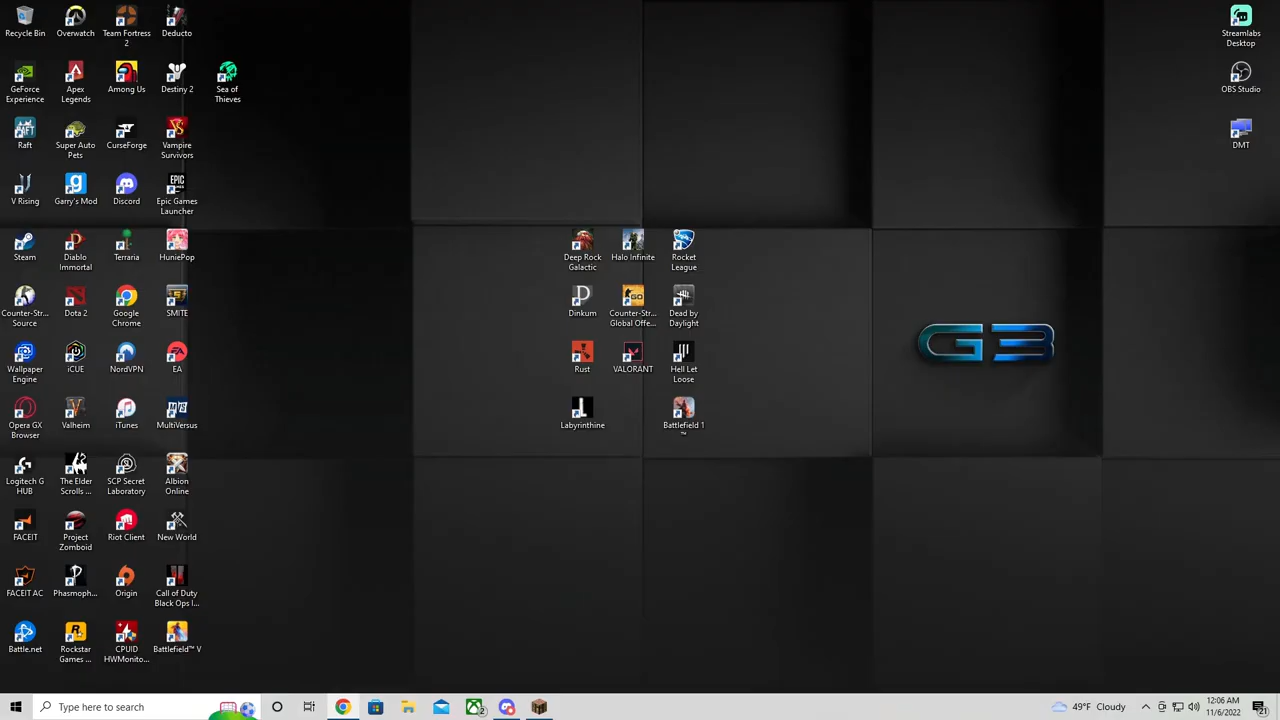 Recycle Bin
Overwatch
Team Fortress
2
Deducto
GeForce
Experience
Apex
Legends
Among Us
Destiny 2
Sea of
Thieves
Raft
Super Auto
Pets
CurseForge
Vampire
Survivors
V Rising
Garry's Mod
Discord
Epic Games
Launcher
Steam
Diablo
Immortal
Terraria
HuniePop
Counter-Str...
Source
Dota 2
Google
Chrome
SMITE
Wallpaper
Engine
iCUE
NordVPN
EA
Opera GX
Browser
Valheim
iTunes
MultiVersus
Logitech G
HUB
The Elder
Scrolls ...
SCP Secret
Laboratory
Albion
Online
FACEIT
Project
Zomboid
Riot Client
New World
FACEIT AC
Phasmoph...
Origin
Call of Duty
Black Ops I...
Battle.net
Rockstar
Games ...
CPUID
HWMonito...
Battlefield™ V
Deep Rock
Galactic
Halo Infinite
Rocket
League
Dinkum
Counter-Str...
Global Offe...
Dead by
Daylight
Rust
VALORANT
Hell Let
Loose
Labyrinthine
Battlefield 1
™
G3
Streamlabs
Desktop
OBS Studio
DMT
Type here to search
2
49°F Cloudy
12:06 AM
11/6/2022
21